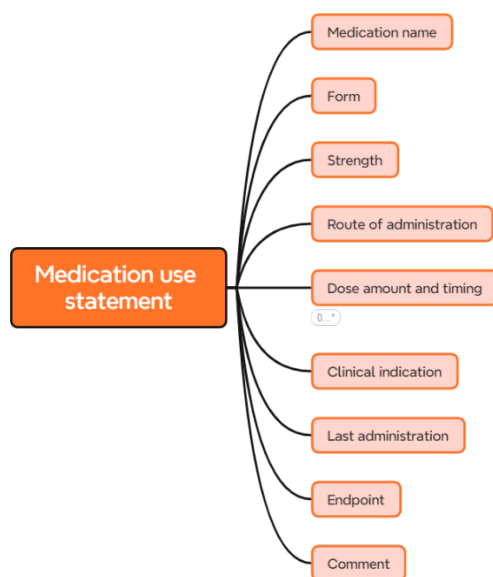 Medication name
Form
Strength
Route of administration
Medication use
statement
Dose amount and timing
0...*
Clinical indication
Last administration
Endpoint
Comment